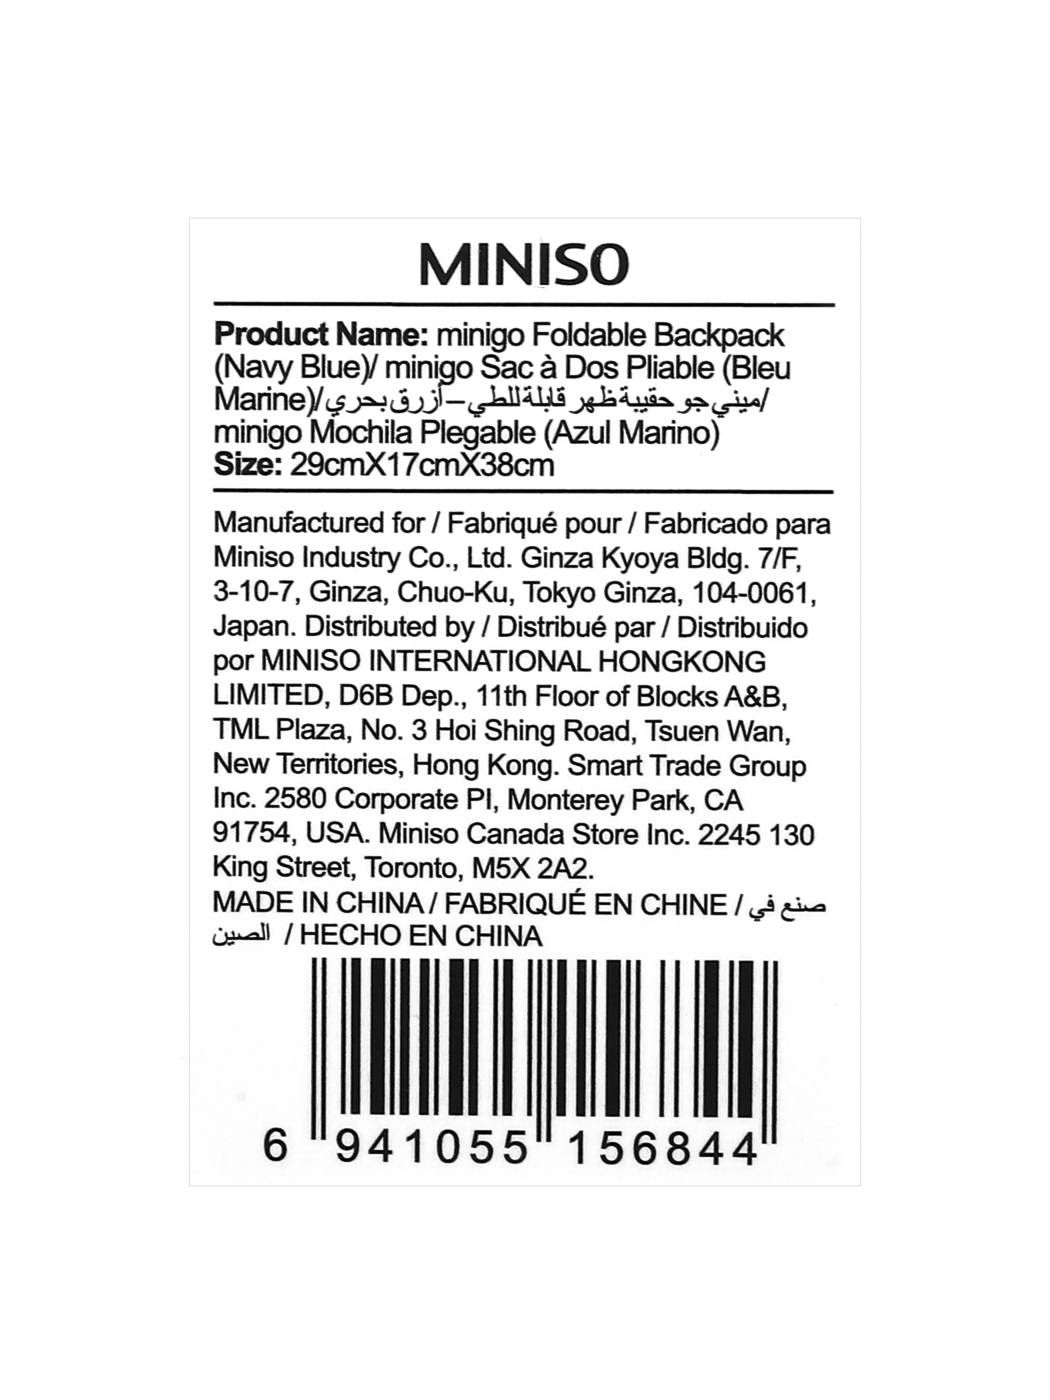 MINISO
Product Name: minigo Foldable Backpack
(Navy Blue)/ minigo Sac à Dos Pliable (Bleu
Marine)/ميني جو حقيبة ظهر قابلة للطي – أزرق بحري/
minigo Mochila Plegable (Azul Marino)
Size: 29cmX17cmX38cm
Manufactured for / Fabriqué pour / Fabricado para
Miniso Industry Co., Ltd. Ginza Kyoya Bldg. 7/F,
3-10-7, Ginza, Chuo-Ku, Tokyo Ginza, 104-0061,
Japan. Distributed by / Distribué par / Distribuido
por MINISO INTERNATIONAL HONGKONG
LIMITED, D6B Dep., 11th Floor of Blocks A&B,
TML Plaza, No. 3 Hoi Shing Road, Tsuen Wan,
New Territories, Hong Kong. Smart Trade Group
Inc. 2580 Corporate Pl, Monterey Park, CA
91754, USA. Miniso Canada Store Inc. 2245 130
King Street, Toronto, M5X 2A2.
MADE IN CHINA / FABRIQUÉ EN CHINE / صنع في
الصين / HECHO EN CHINA
6 941055 156844